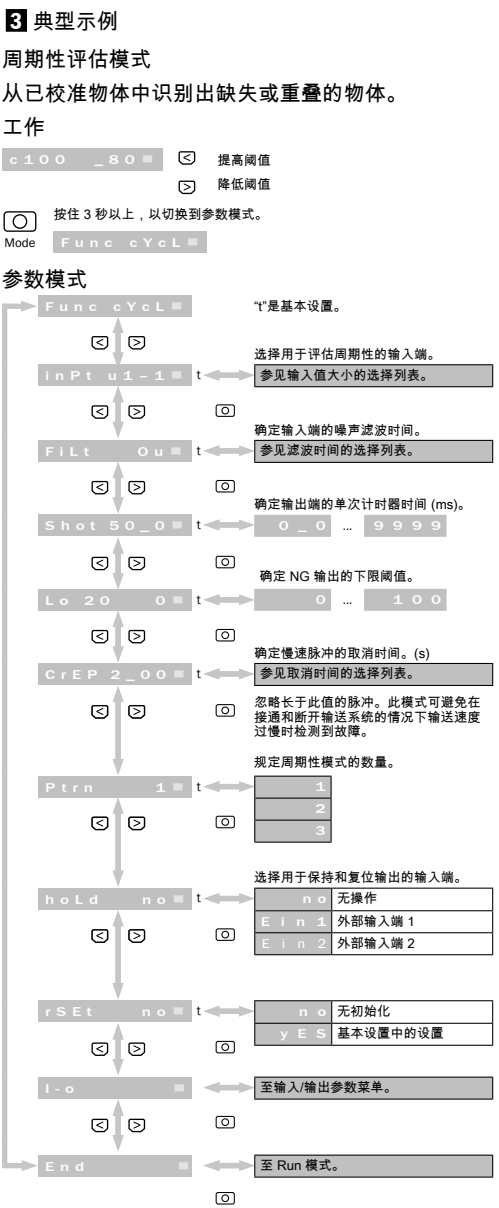 3 典型示例
周期性评估模式
从已校准物体中识别出缺失或重叠的物体。
工作
c100 _80
提高阈值
降低阈值
按住 3 秒以上，以切换到参数模式。
Mode
Func cYcL
参数模式
Func cYcL
“t”是基本设置。
选择用于评估周期性的输入端。
inPt u1-1 t 参见输入值大小的选择列表。
确定输入端的噪声滤波时间。
FiLt Ou t 参见滤波时间的选择列表。
确定输出端的单次计时器时间 (ms)。
Shot 50_0 t 0_0 ... 9999
确定 NG 输出的下限阈值。
Lo 20 0 t 0 ... 100
确定慢速脉冲的取消时间。(s)
CrEP 2_00 t 参见取消时间的选择列表。
忽略长于此值的脉冲。此模式可避免在
接通和断开输送系统的情况下输送速度
过慢时检测到故障。
规定周期性模式的数量。
Ptrn 1 t 1
2
3
选择用于保持和复位输出的输入端。
hoLd no t no 无操作
Ein1 外部输入端 1
Ein2 外部输入端 2
rSEt no t no 无初始化
yES 基本设置中的设置
I-o 至输入/输出参数菜单。
End 至 Run 模式。